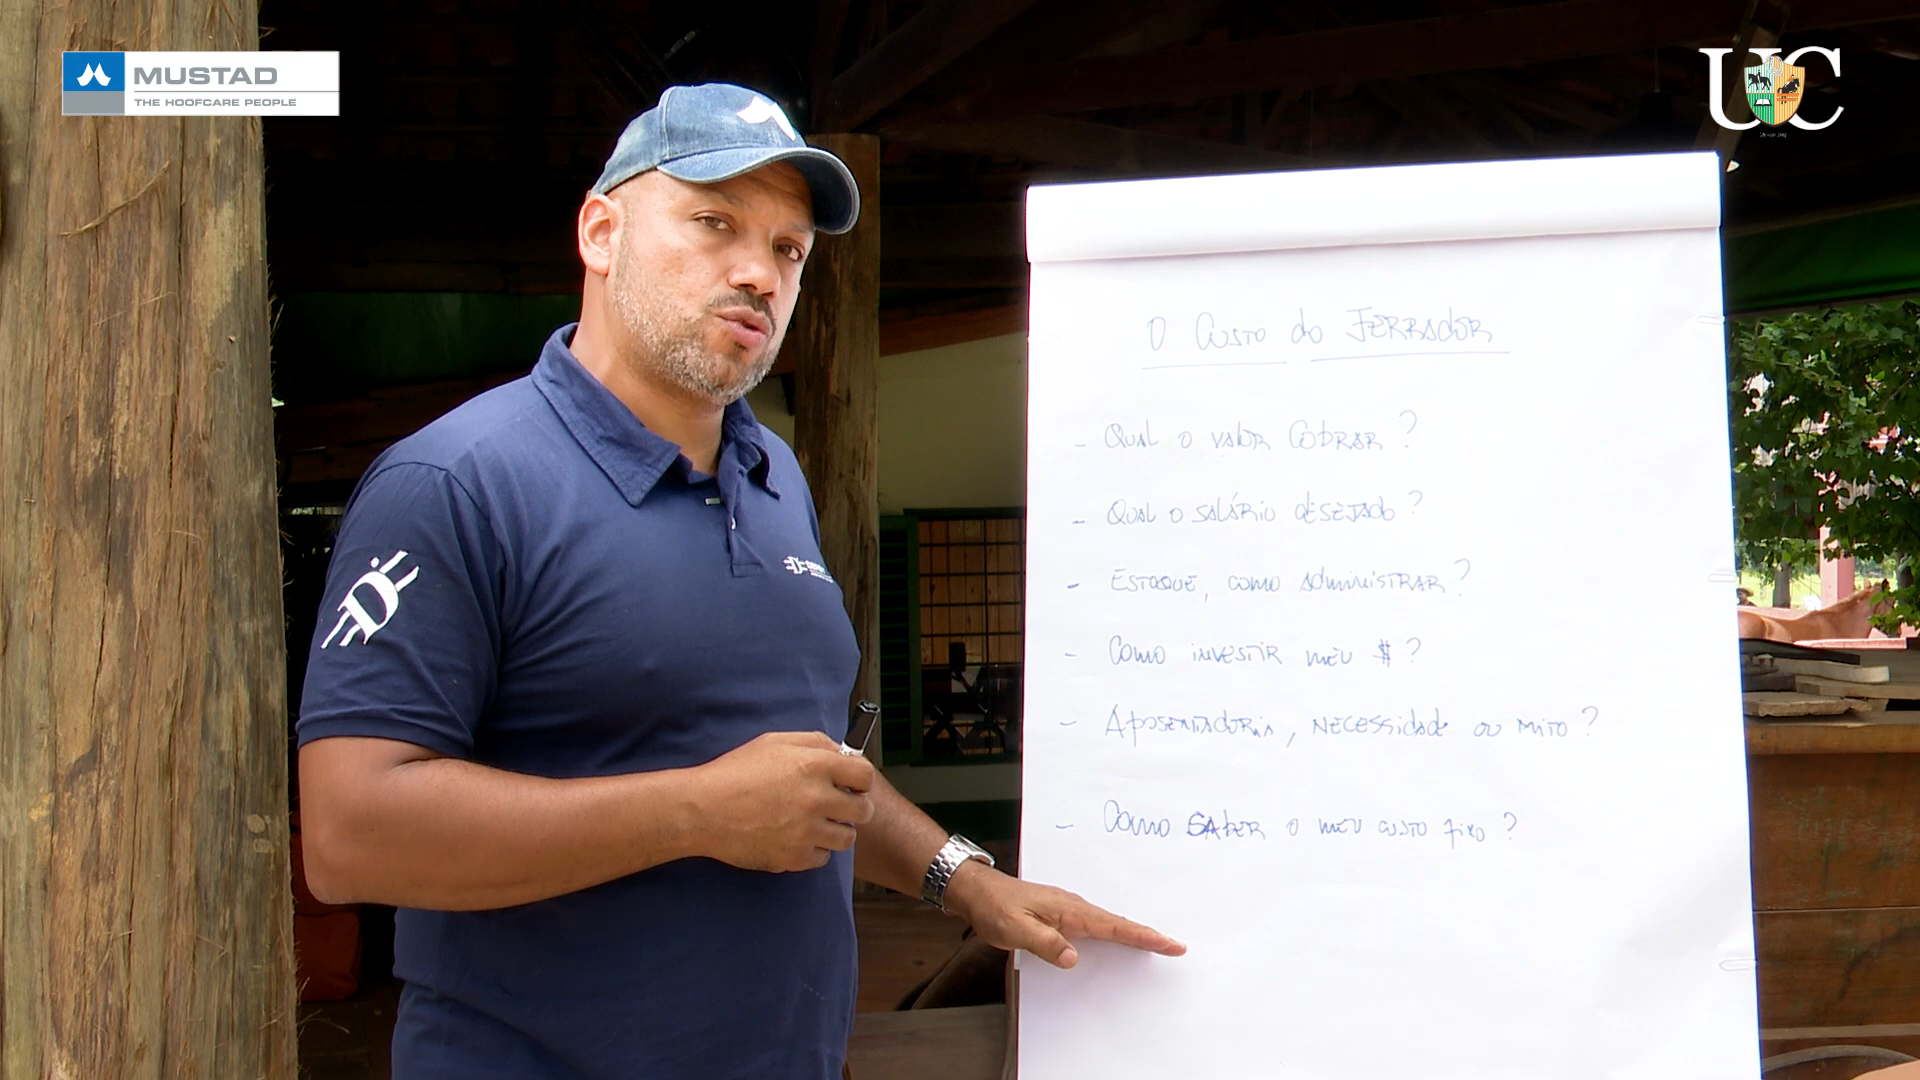 MUSTAD
THE HOOFCARE PEOPLE
UC
O CUSTO do FERRADOR
- QUAL O VALOR COBRAR ?
- QUAL O SALÁRIO DESEJADO ?
- ESTOQUE, COMO ADMINISTRAR ?
- COMO INVESTIR MEU $ ?
- APOSENTADORIA, NECESSIDADE OU MITO ?
- COMO SABER O MEU CUSTO FIXO ?
D